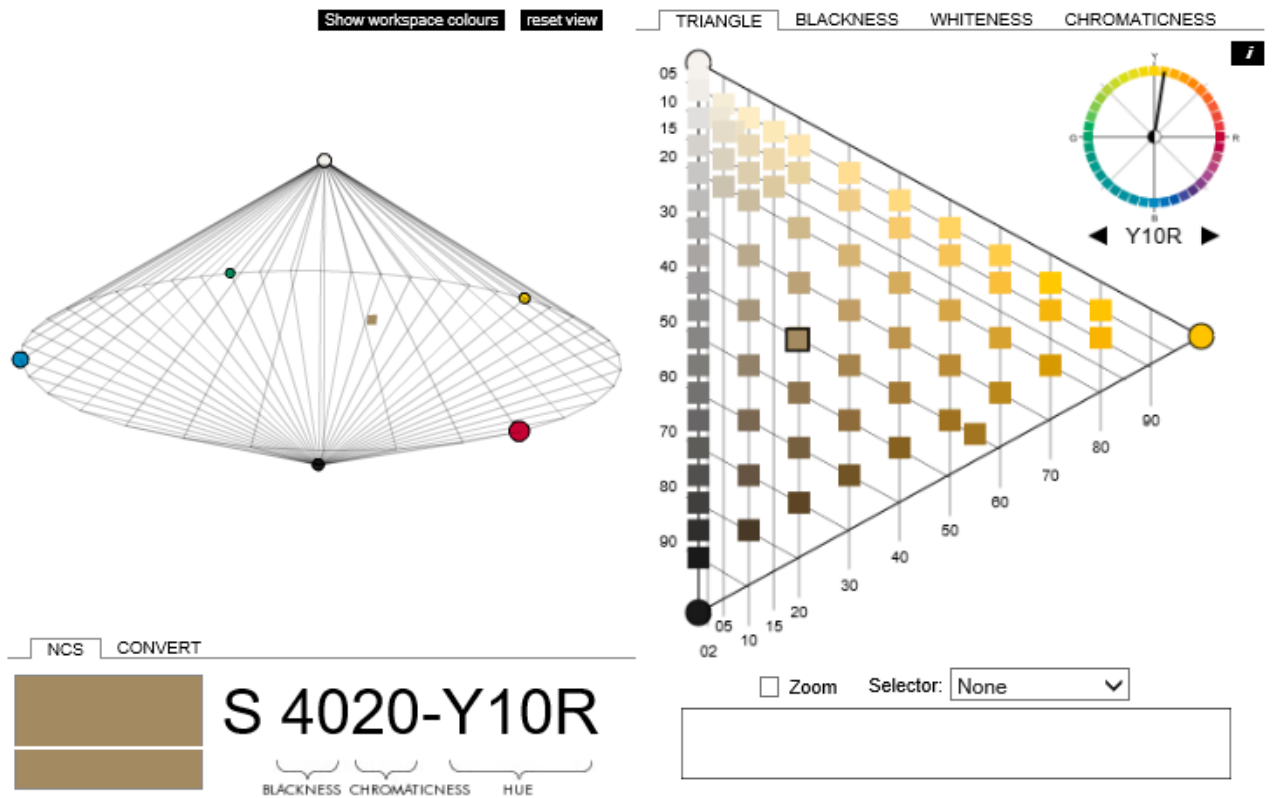 Show workspace colours
reset view
TRIANGLE BLACKNESS WHITENESS CHROMATICNESS
i
05
10
15
20
30
40
50
60
70
80
90
02
05
10
15
20
30
40
50
60
70
80
90
Y
G
R
B
Y10R
NCS CONVERT
S 4020-Y10R
BLACKNESS CHROMATICNESS HUE
Zoom Selector: None